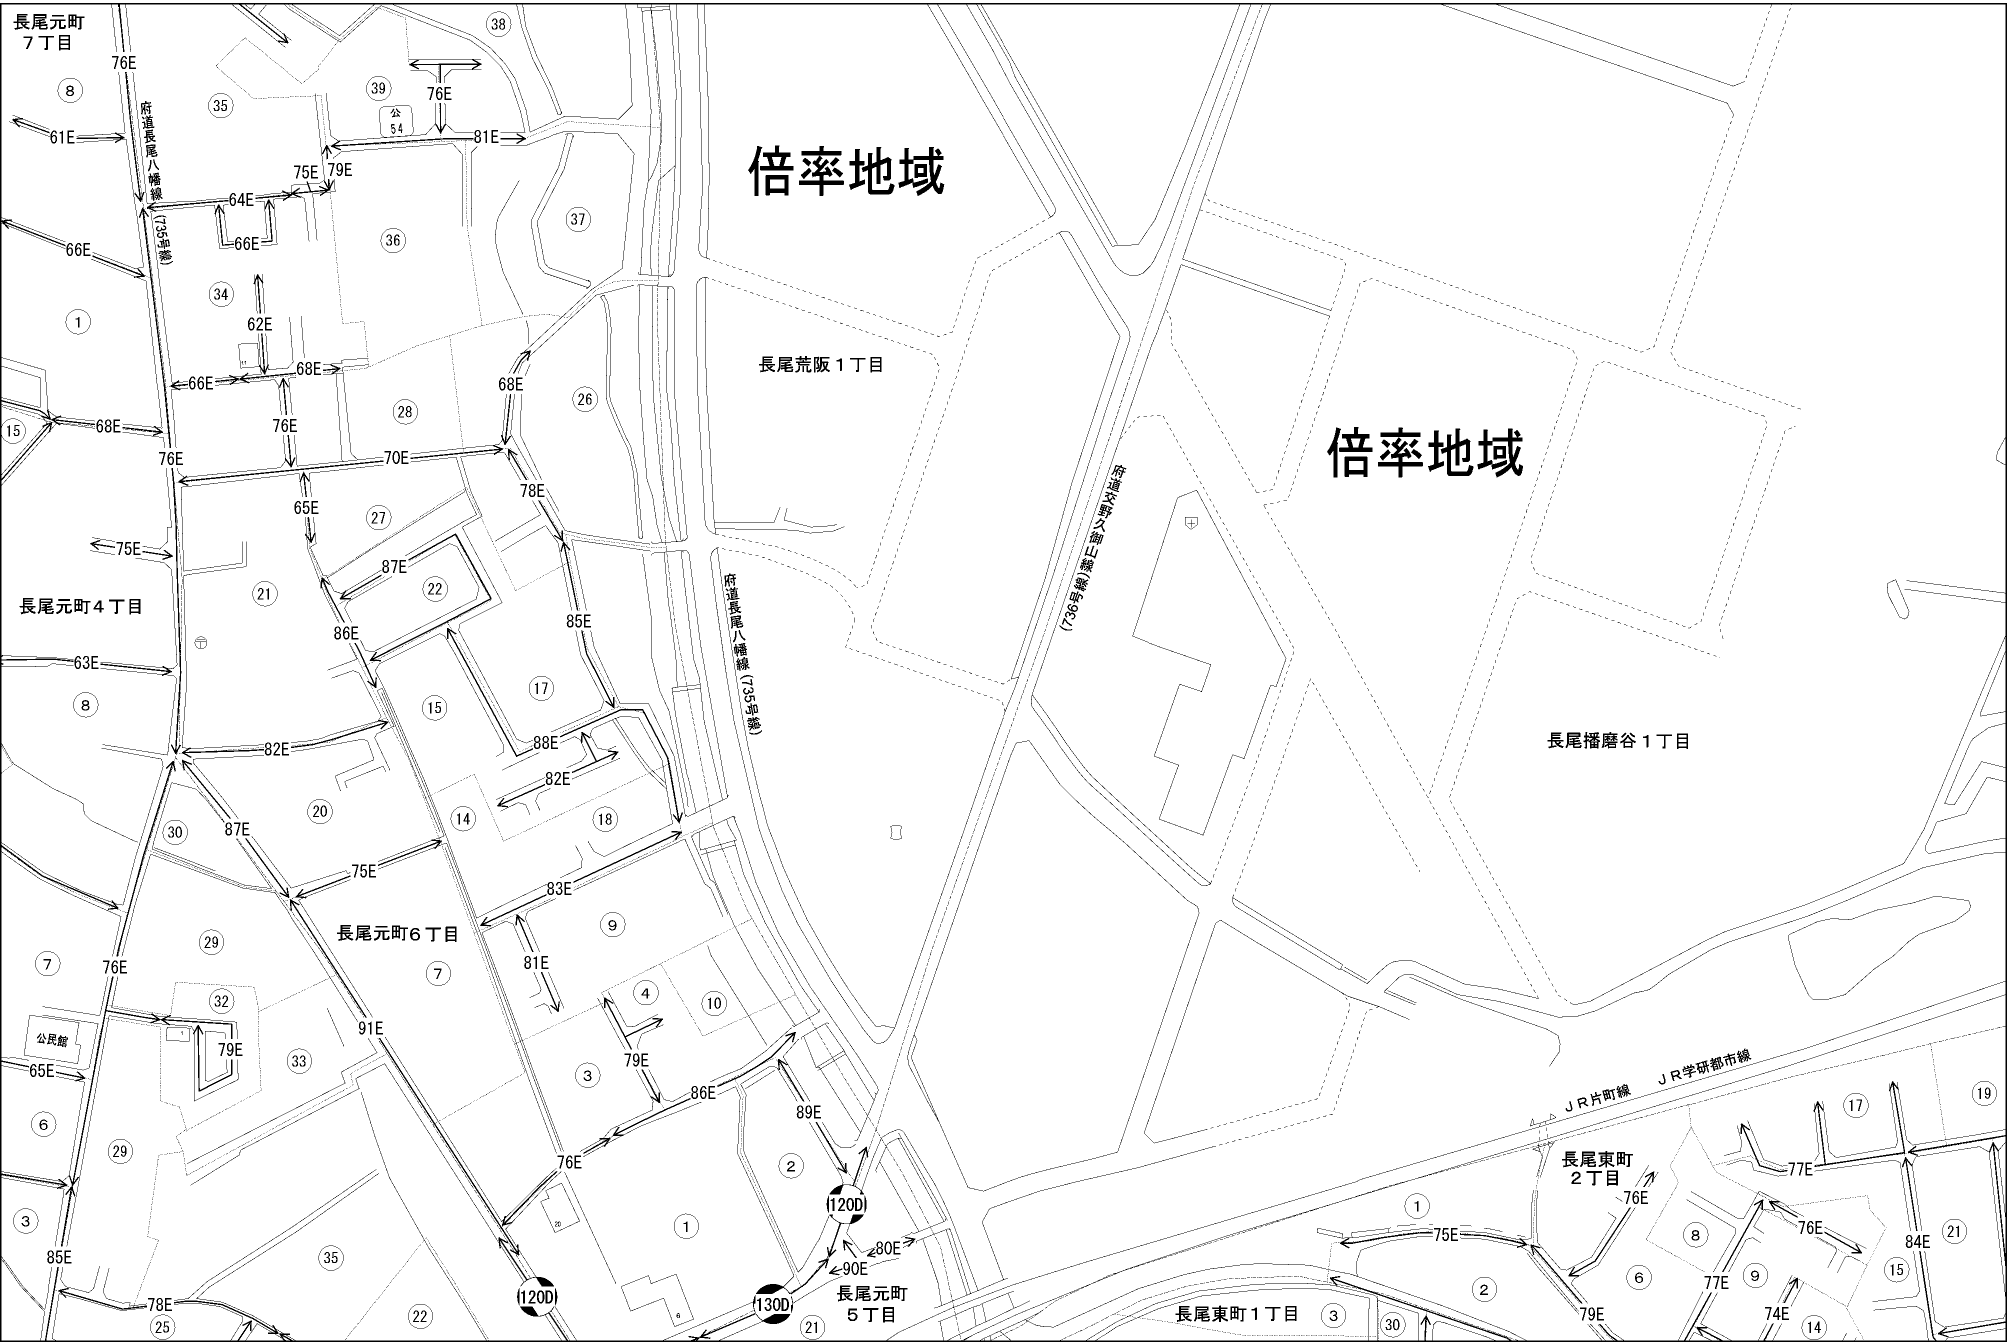 長尾元町
７丁目
76E
38
8
35
39
76E
公
54
61E
81E
府道長尾八幡線 (735号線)
75E
79E
64E
66E
66E
37
36
倍率地域
34
1
62E
11
66E
68E
68E
長尾荒阪１丁目
26
28
15
68E
76E
76E
70E
倍率地域
78E
65E
27
府道交野久御山線(736号線)
75E
87E
22
21
長尾元町４丁目
86E
85E
府道長尾八幡線 (735号線)
63E
8
15
17
82E
88E
長尾播磨谷１丁目
82E
20
14
18
30
87E
75E
83E
長尾元町６丁目
9
29
7
76E
7
81E
32
4
10
公民館
1
91E
79E
33
79E
65E
3
86E
ＪＲ片町線
ＪＲ学研都市線
19
17
6
29
89E
76E
2
長尾東町
２丁目
77E
76E
3
120D
1
1
20
8
76E
21
85E
35
80E
75E
84E
90E
6
9
15
77E
2
120D
130D
長尾元町
５丁目
78E
25
22
6
21
長尾東町１丁目
3
30
79E
74E
14